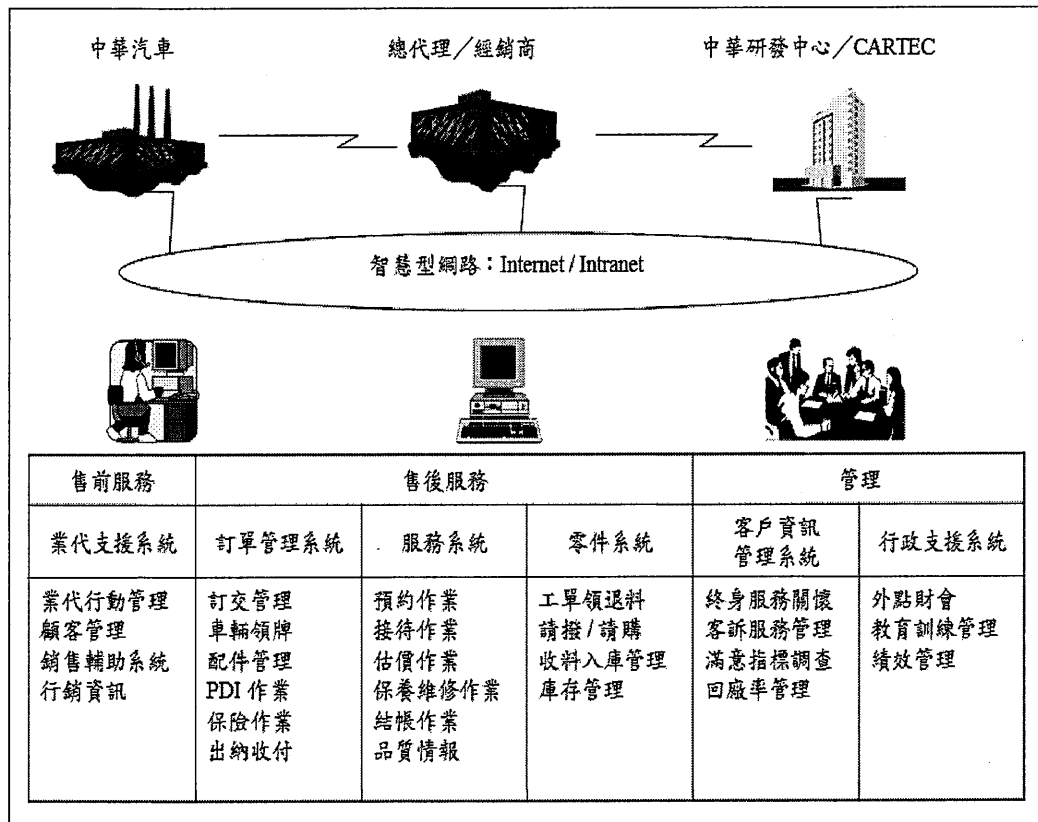 中華汽車
總代理／經銷商
中華研發中心／CARTEC
智慧型網路：Internet / Intranet
售前服務
售後服務
管理
業代支援系統
訂單管理系統
服務系統
零件系統
客戶資訊
管理系統
行政支援系統
業代行動管理
顧客管理
銷售輔助系統
行銷資訊
訂交管理
車輛領牌
配件管理
PDI 作業
保險作業
出納收付
預約作業
接待作業
估價作業
保養維修作業
結帳作業
品質情報
工單領退料
請撥/請購
收料入庫管理
庫存管理
終身服務關懷
客訴服務管理
滿意指標調查
回廠率管理
外點財會
教育訓練管理
績效管理